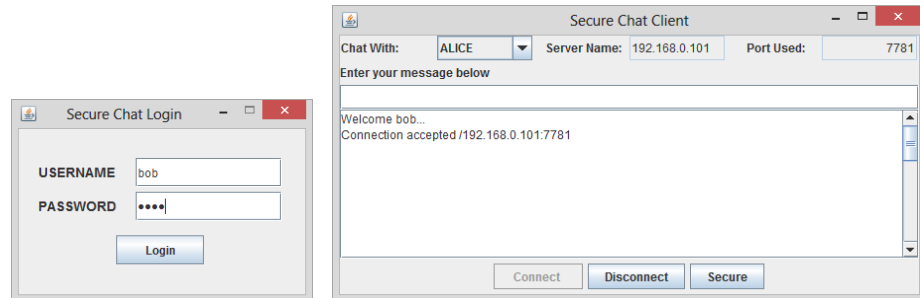 Secure Chat Login
USERNAME bob
PASSWORD ••••
Login
Secure Chat Client
Chat With: ALICE Server Name: 192.168.0.101 Port Used: 7781
Enter your message below
Welcome bob...
Connection accepted /192.168.0.101:7781
Connect Disconnect Secure